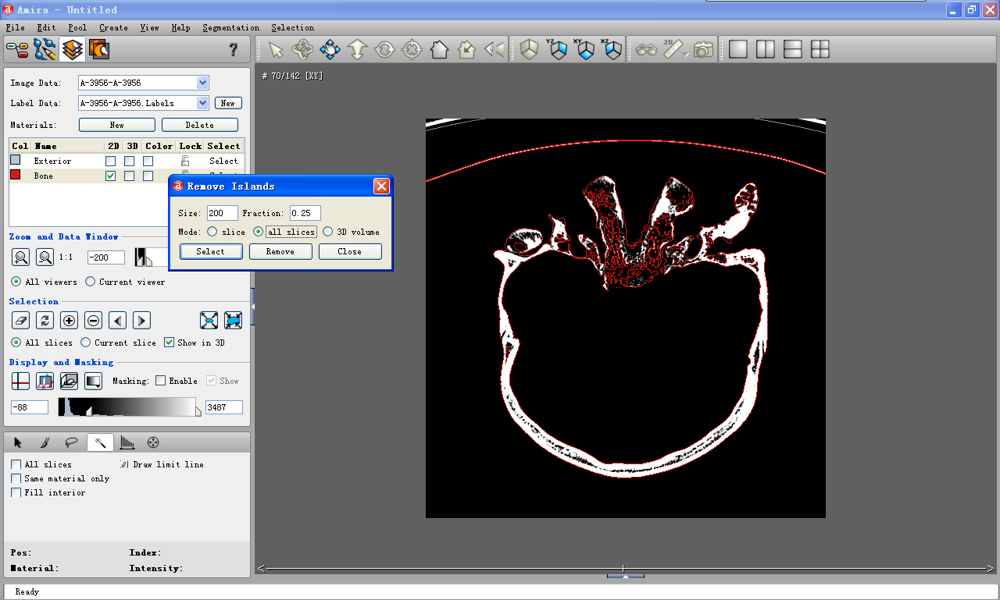 Amira - Untitled
File Edit Pool Create View Help Segmentation Selection
?
2D YZ XY XZ
# 70/142 [XY]
Image Data: A-3956-A-3956
Label Data: A-3956-A-3956.Labels New
Materials: New Delete
Col Name 2D 3D Color Lock Select
Exterior Select
Bone
Remove Islands
Size: 200 Fraction: 0.25
Mode: slice all slices 3D volume
Select Remove Close
Zoom and Data Window
1:1 -200
All viewers Current viewer
Selection
All slices Current slice Show in 3D
Display and Masking
Masking: Enable Show
-88 3487
All slices Draw limit line
Same material only
Fill interior
Pos: Index:
Material: Intensity:
Ready